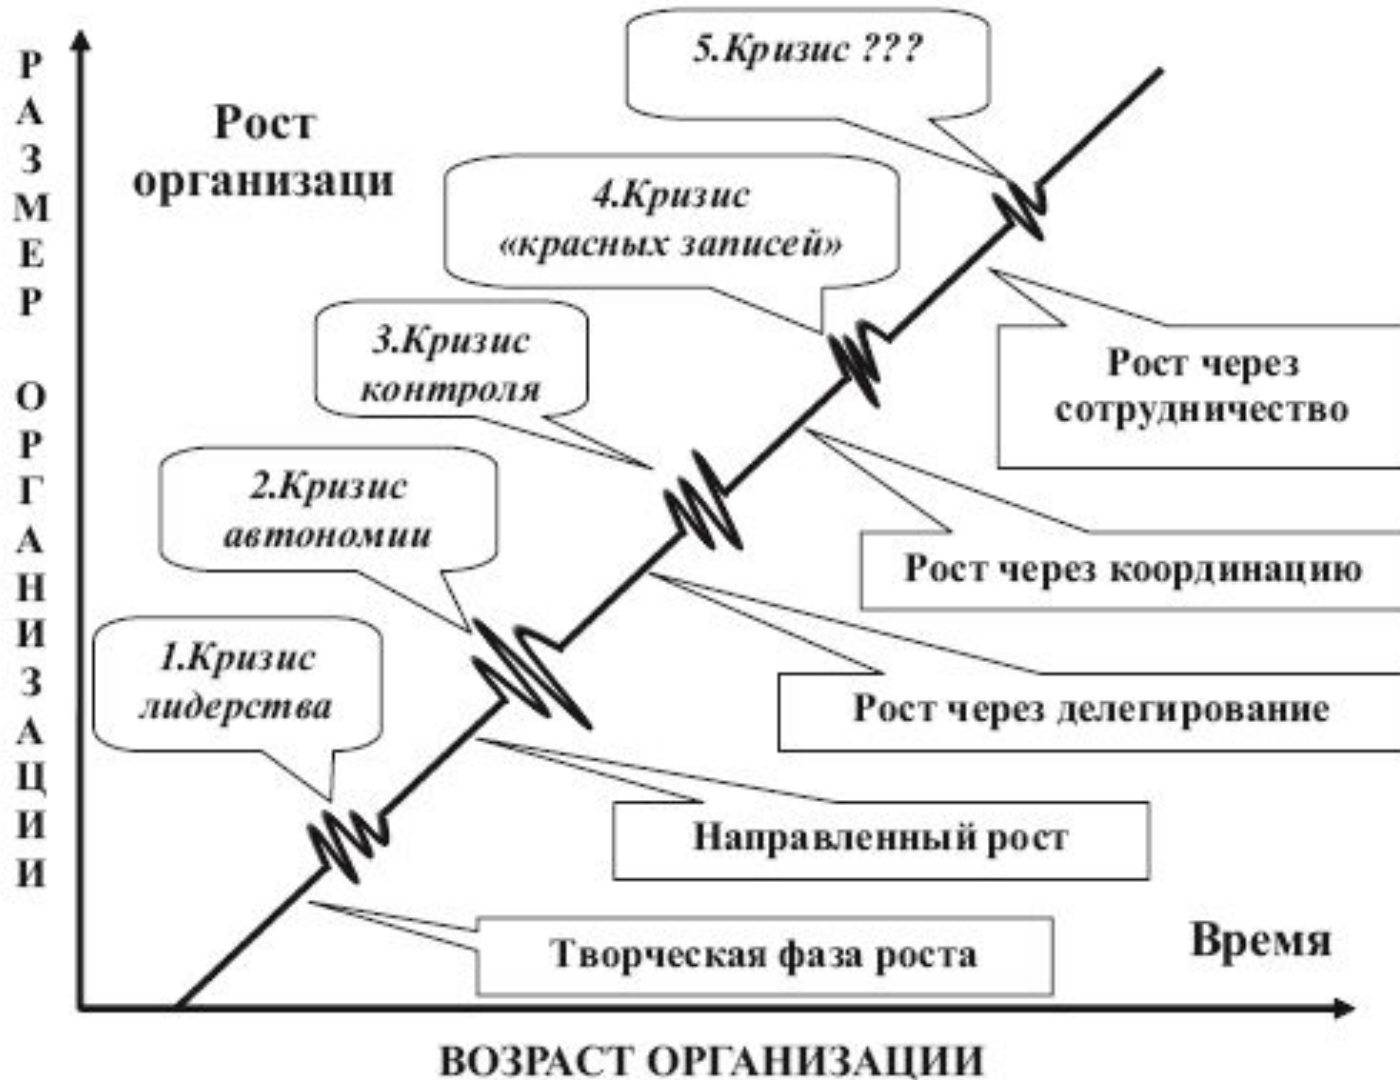 РАЗМЕР ОРГАНИЗАЦИИ
Рост
организаци
5.Кризис ???
4.Кризис
«красных записей»
3.Кризис
контроля
2.Кризис
автономии
1.Кризис
лидерства
Рост через
сотрудничество
Рост через координацию
Рост через делегирование
Направленный рост
Творческая фаза роста
Время
ВОЗРАСТ ОРГАНИЗАЦИИ